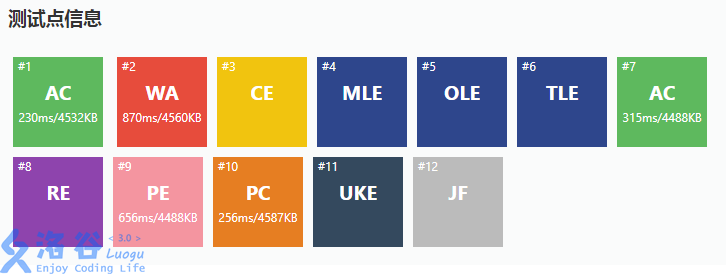 测试点信息
#1 #2 #3 #4 #5 #6 #7
AC WA CE MLE OLE TLE AC
230ms/4532KB 870ms/4560KB 315ms/4488KB
#8 #9 #10 #11 #12
RE PE PC UKE JF
656ms/4488KB 256ms/4587KB
洛谷 < 3.0 > Luogu
Enjoy Coding Life